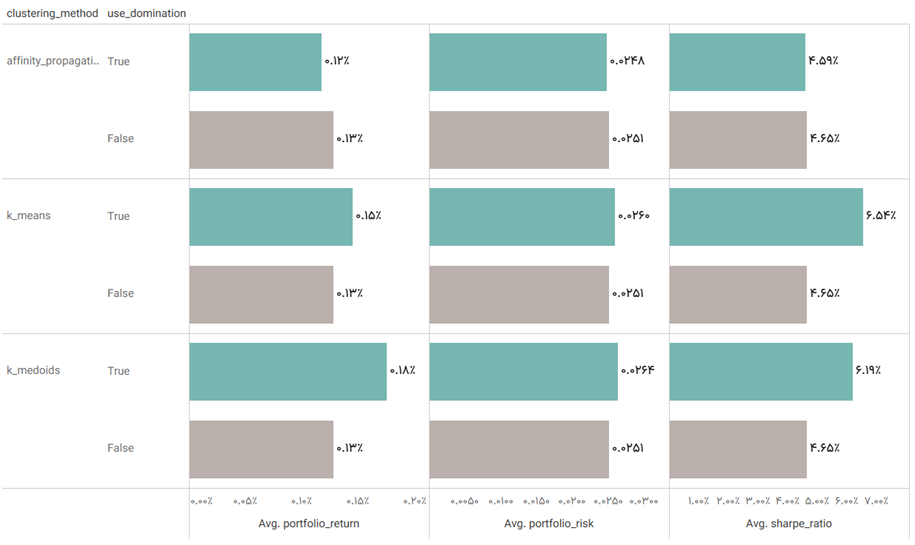 clustering_method use_domination
affinity_propagati.. True ۰.۱۲٪ ۰.۰۲۴۸ ۴.۵۹٪
False ۰.۱۳٪ ۰.۰۲۵۱ ۴.۶۵٪
k_means True ۰.۱۵٪ ۰.۰۲۶۰ ۶.۵۴٪
False ۰.۱۳٪ ۰.۰۲۵۱ ۴.۶۵٪
k_medoids True ۰.۱۸٪ ۰.۰۲۶۴ ۶.۱۹٪
False ۰.۱۳٪ ۰.۰۲۵۱ ۴.۶۵٪
۰.۰۰٪ ۰.۰۵٪ ۰.۱۰٪ ۰.۱۵٪ ۰.۲۰٪ ۰.۰۰۵۰ ۰.۰۱۰۰ ۰.۰۱۵۰ ۰.۰۲۰۰ ۰.۰۲۵۰ ۰.۰۳۰۰ ۱.۰۰٪ ۲.۰۰٪ ۳.۰۰٪ ۴.۰۰٪ ۵.۰۰٪ ۶.۰۰٪ ۷.۰۰٪
Avg. portfolio_return Avg. portfolio_risk Avg. sharpe_ratio